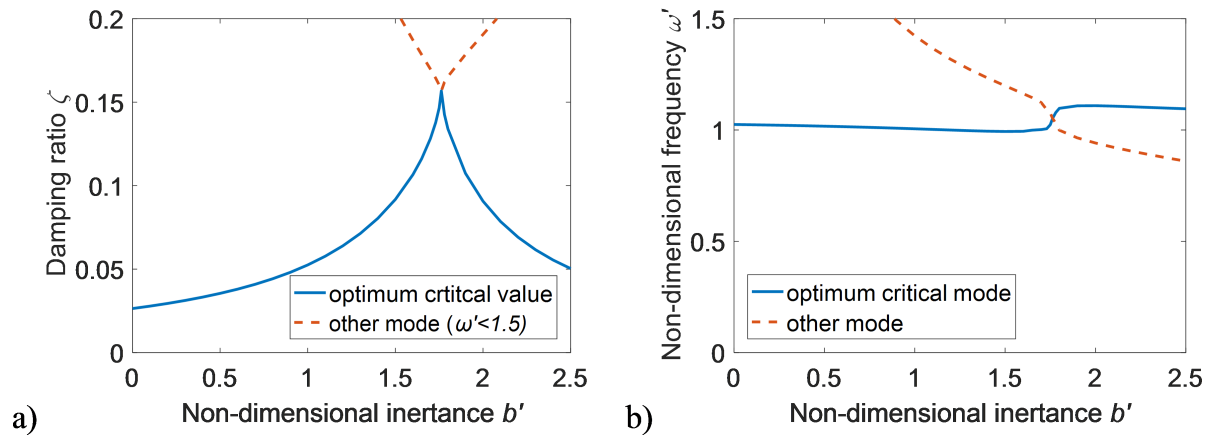 0.2
0.15
0.1
0.05
0
Damping ratio ζ
optimum crtitcal value
other mode (ω'<1.5)
0 0.5 1 1.5 2 2.5
Non-dimensional inertance b'
a)
1.5
1
0.5
0
Non-dimensional frequency ω'
optimum critical mode
other mode
0 0.5 1 1.5 2 2.5
Non-dimensional inertance b'
b)